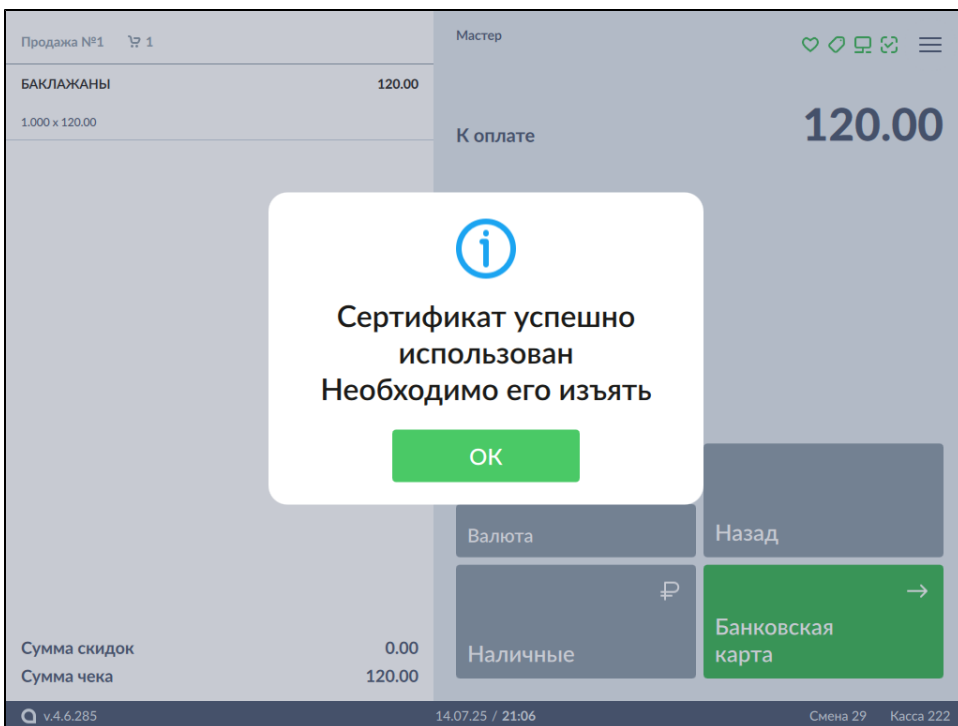 Продажа №1 1
БАКЛАЖАНЫ 120.00
1.000 x 120.00
Мастер
К оплате 120.00
Сертификат успешно
использован
Необходимо его изъять
ОК
Валюта
Назад
Наличные ₽
Банковская
карта
Сумма скидок 0.00
Сумма чека 120.00
v.4.6.285 14.07.25 / 21:06 Смена 29 Касса 222